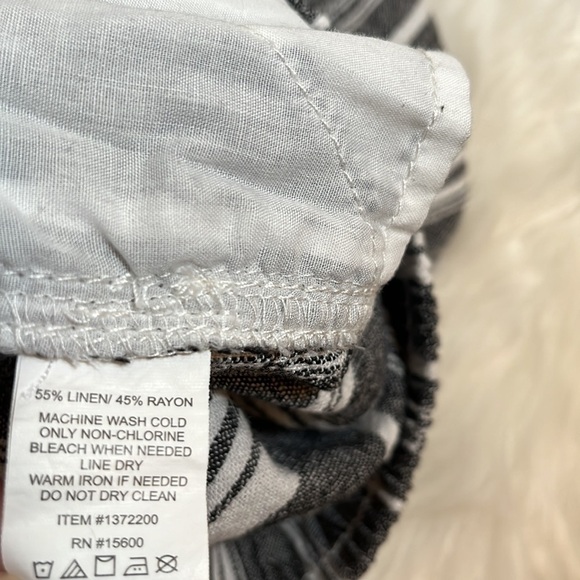 55% LINEN/ 45% RAYON
MACHINE WASH COLD
ONLY NON-CHLORINE
BLEACH WHEN NEEDED
LINE DRY
WARM IRON IF NEEDED
DO NOT DRY CLEAN
ITEM #1372200
RN #15600